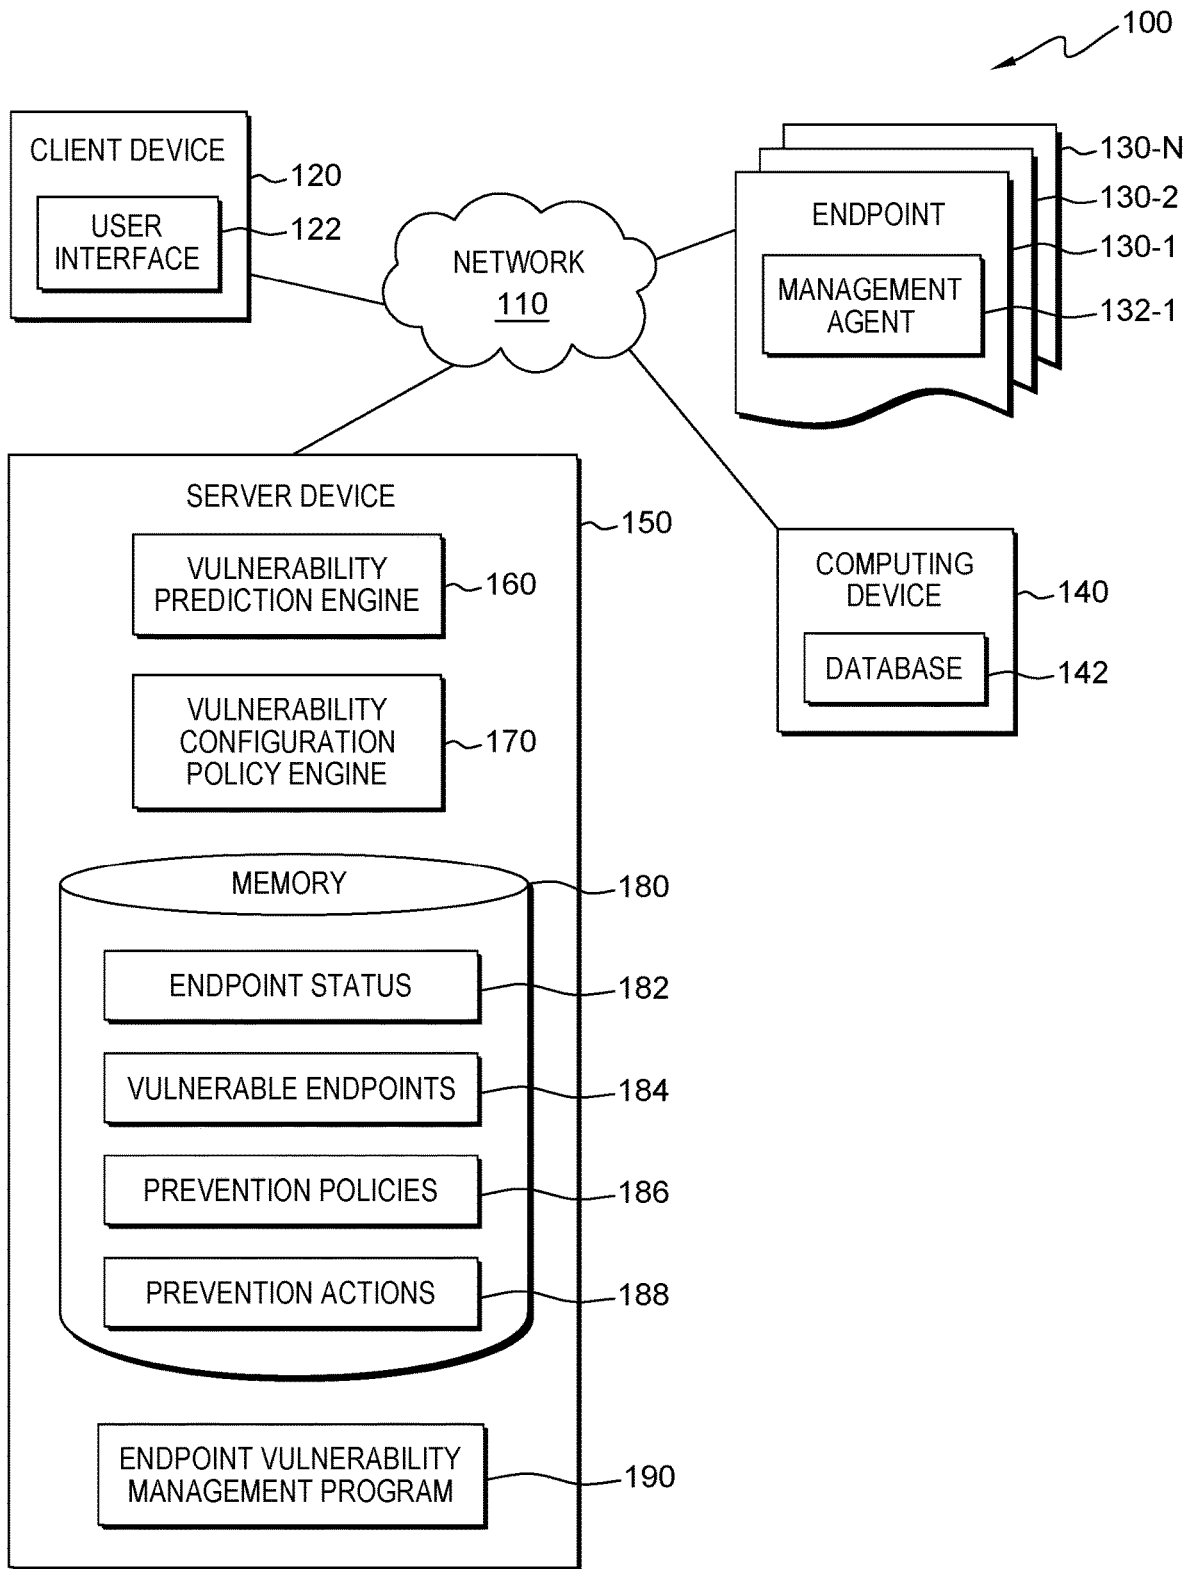 100
CLIENT DEVICE
120
USER
INTERFACE
122
NETWORK
110
130-N
130-2
ENDPOINT
130-1
MANAGEMENT
AGENT
132-1
SERVER DEVICE
150
VULNERABILITY
PREDICTION ENGINE
160
VULNERABILITY
CONFIGURATION
POLICY ENGINE
170
COMPUTING
DEVICE
140
DATABASE
142
MEMORY
180
ENDPOINT STATUS
182
VULNERABLE ENDPOINTS
184
PREVENTION POLICIES
186
PREVENTION ACTIONS
188
ENDPOINT VULNERABILITY
MANAGEMENT PROGRAM
190